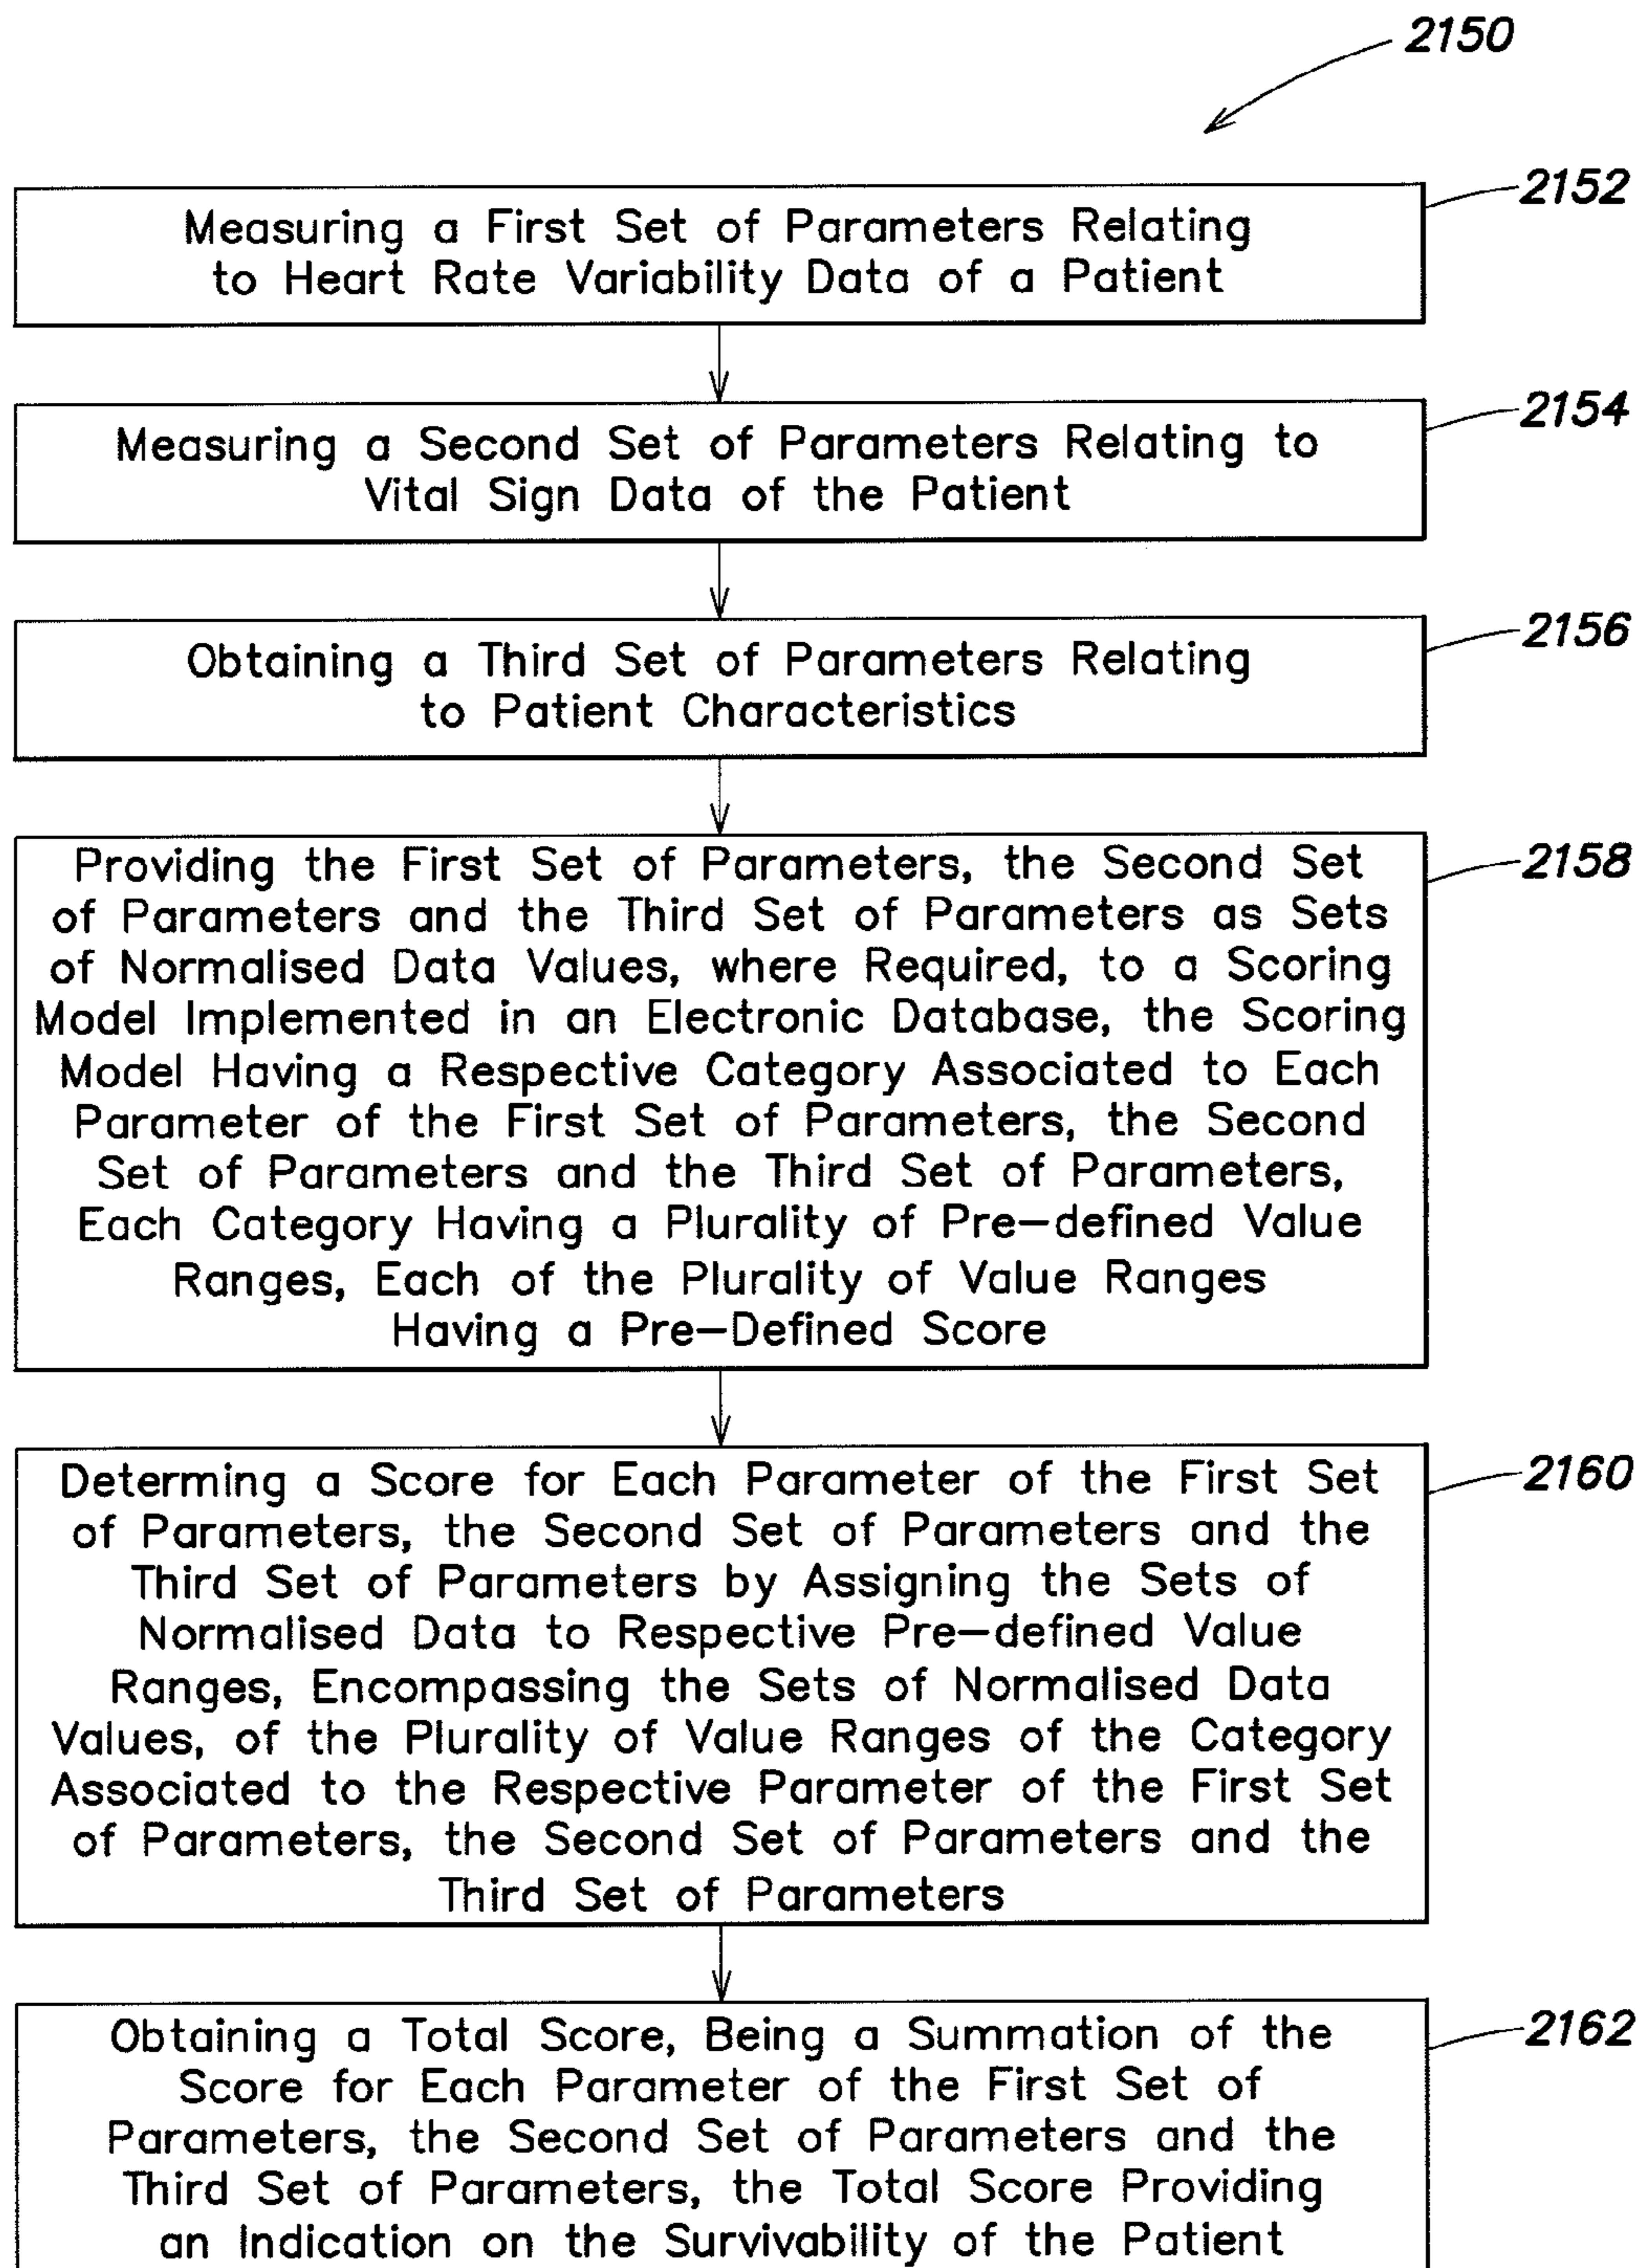 2150
2152
Measuring a First Set of Parameters Relating
to Heart Rate Variability Data of a Patient
2154
Measuring a Second Set of Parameters Relating to
Vital Sign Data of the Patient
2156
Obtaining a Third Set of Parameters Relating
to Patient Characteristics
2158
Providing the First Set of Parameters, the Second Set
of Parameters and the Third Set of Parameters as Sets
of Normalised Data Values, where Required, to a Scoring
Model Implemented in an Electronic Database, the Scoring
Model Having a Respective Category Associated to Each
Parameter of the First Set of Parameters, the Second
Set of Parameters and the Third Set of Parameters,
Each Category Having a Plurality of Pre-defined Value
Ranges, Each of the Plurality of Value Ranges
Having a Pre-Defined Score
2160
Determing a Score for Each Parameter of the First Set
of Parameters, the Second Set of Parameters and the
Third Set of Parameters by Assigning the Sets of
Normalised Data to Respective Pre-defined Value
Ranges, Encompassing the Sets of Normalised Data
Values, of the Plurality of Value Ranges of the Category
Associated to the Respective Parameter of the First Set
of Parameters, the Second Set of Parameters and the
Third Set of Parameters
2162
Obtaining a Total Score, Being a Summation of the
Score for Each Parameter of the First Set of
Parameters, the Second Set of Parameters and the
Third Set of Parameters, the Total Score Providing
an Indication on the Survivability of the Patient